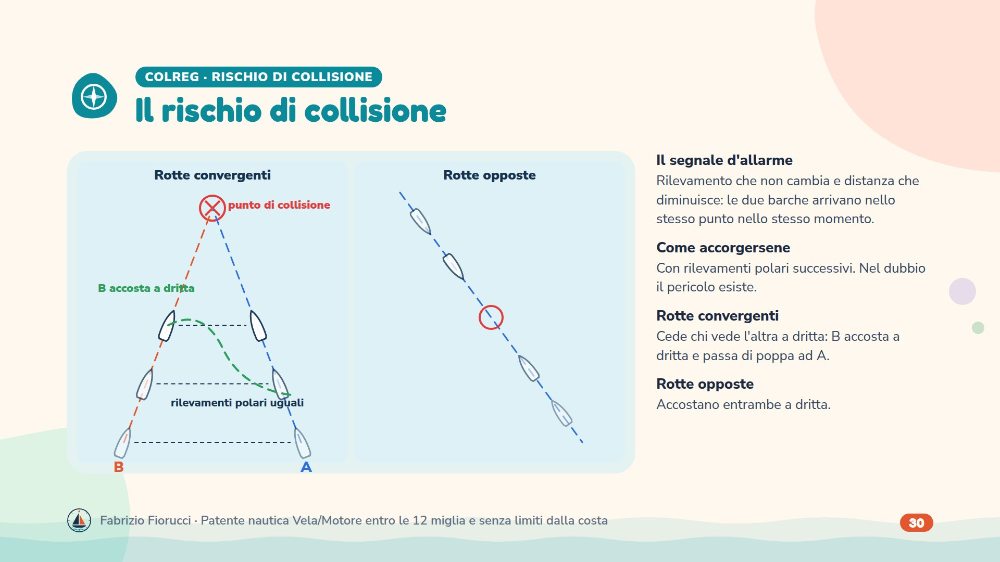 COLREG · RISCHIO DI COLLISIONE
Il rischio di collisione
Rotte convergenti
punto di collisione
B accosta a dritta
rilevamenti polari uguali
B
A
Rotte opposte
Il segnale d'allarme
Rilevamento che non cambia e distanza che
diminuisce: le due barche arrivano nello
stesso punto nello stesso momento.
Come accorgersene
Con rilevamenti polari successivi. Nel dubbio
il pericolo esiste.
Rotte convergenti
Cede chi vede l'altra a dritta: B accosta a
dritta e passa di poppa ad A.
Rotte opposte
Accostano entrambe a dritta.
Fabrizio Fiorucci · Patente nautica Vela/Motore entro le 12 miglia e senza limiti dalla costa
30